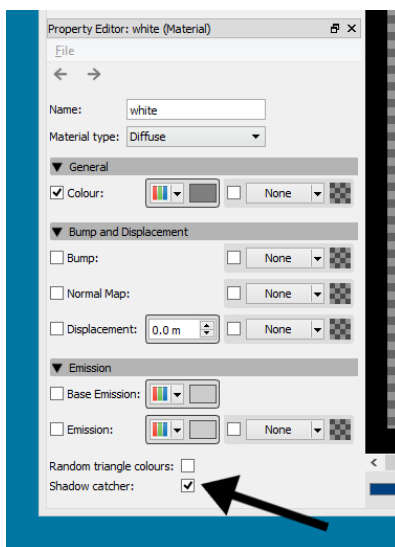 Property Editor: white (Material)
File
Name: white
Material type: Diffuse
General
Colour: None
Bump and Displacement
Bump: None
Normal Map: None
Displacement: 0.0 m None
Emission
Base Emission:
Emission: None
Random triangle colours:
Shadow catcher: